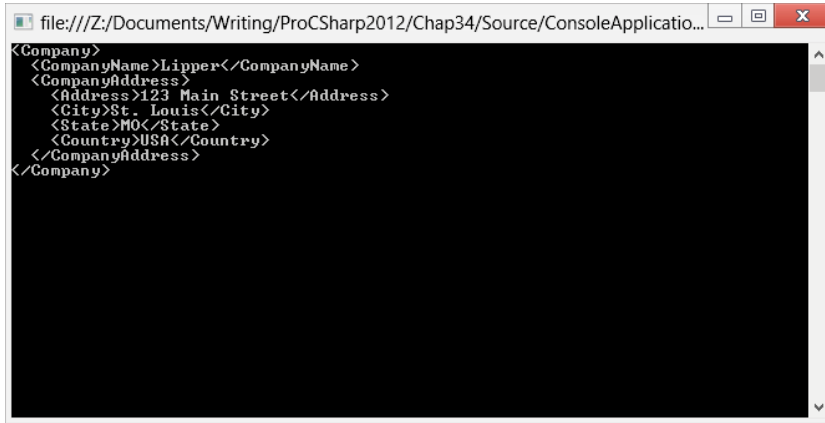 file:///Z:/Documents/Writing/ProCSharp2012/Chap34/Source/ConsoleApplicatio...
<Company>
  <CompanyName>Lipper</CompanyName>
  <CompanyAddress>
    <Address>123 Main Street</Address>
    <City>St. Louis</City>
    <State>MO</State>
    <Country>USA</Country>
  </CompanyAddress>
</Company>